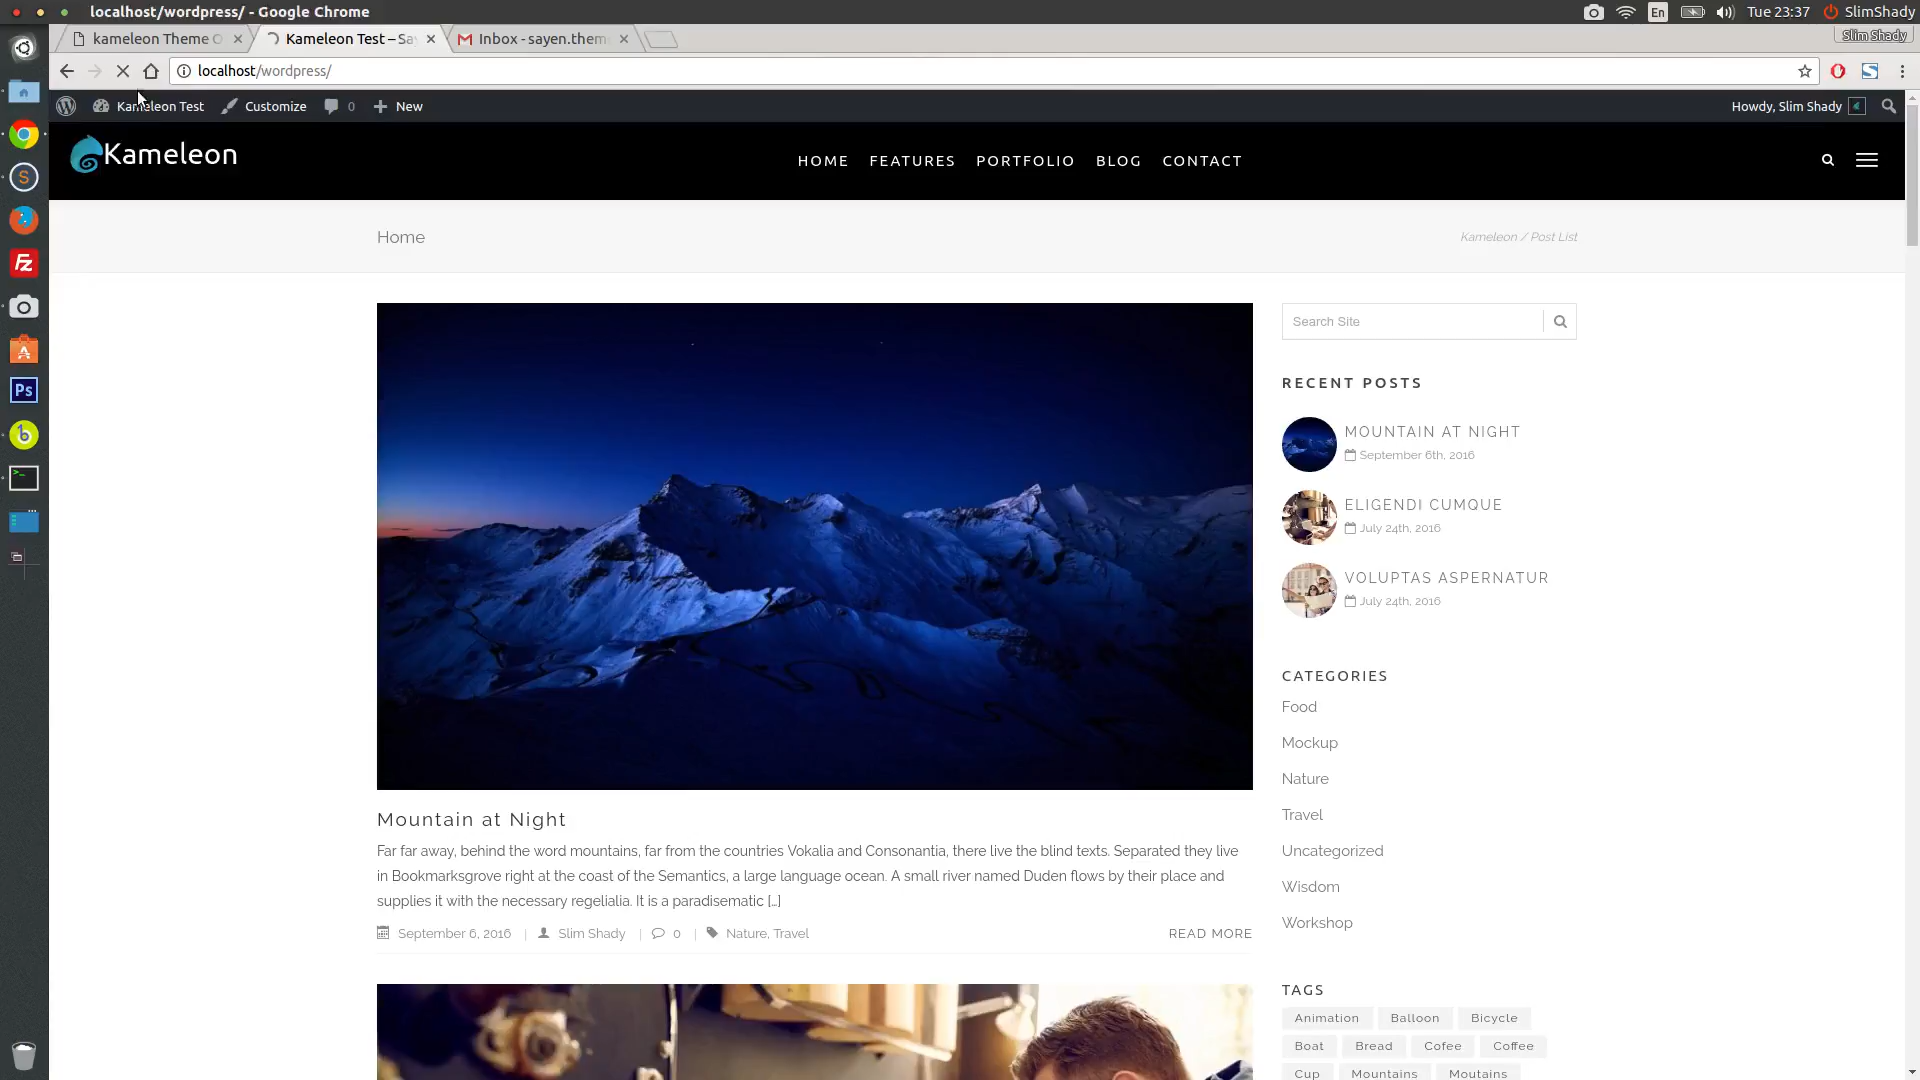 localhost/wordpress/ - Google Chrome
En
Tue 23:37
SlimShady
kameleon Theme O
Kameleon Test – Sa
Inbox - sayen.them
Slim Shady
localhost/wordpress/
Kameleon Test
Customize
0
New
Howdy, Slim Shady
Kameleon
HOME
FEATURES
PORTFOLIO
BLOG
CONTACT
Home
Kameleon / Post List
Search Site
RECENT POSTS
MOUNTAIN AT NIGHT
September 6th, 2016
ELIGENDI CUMQUE
July 24th, 2016
VOLUPTAS ASPERNATUR
July 24th, 2016
CATEGORIES
Food
Mockup
Nature
Travel
Uncategorized
Wisdom
Workshop
Mountain at Night
Far far away, behind the word mountains, far from the countries Vokalia and Consonantia, there live the blind texts. Separated they live
in Bookmarksgrove right at the coast of the Semantics, a large language ocean. A small river named Duden flows by their place and
supplies it with the necessary regelialia. It is a paradisematic [...]
September 6, 2016 | Slim Shady | 0 | Nature, Travel
READ MORE
TAGS
Animation
Balloon
Bicycle
Boat
Bread
Cofee
Coffee
Cup
Mountains
Moutains
S
Fz
Ps
b